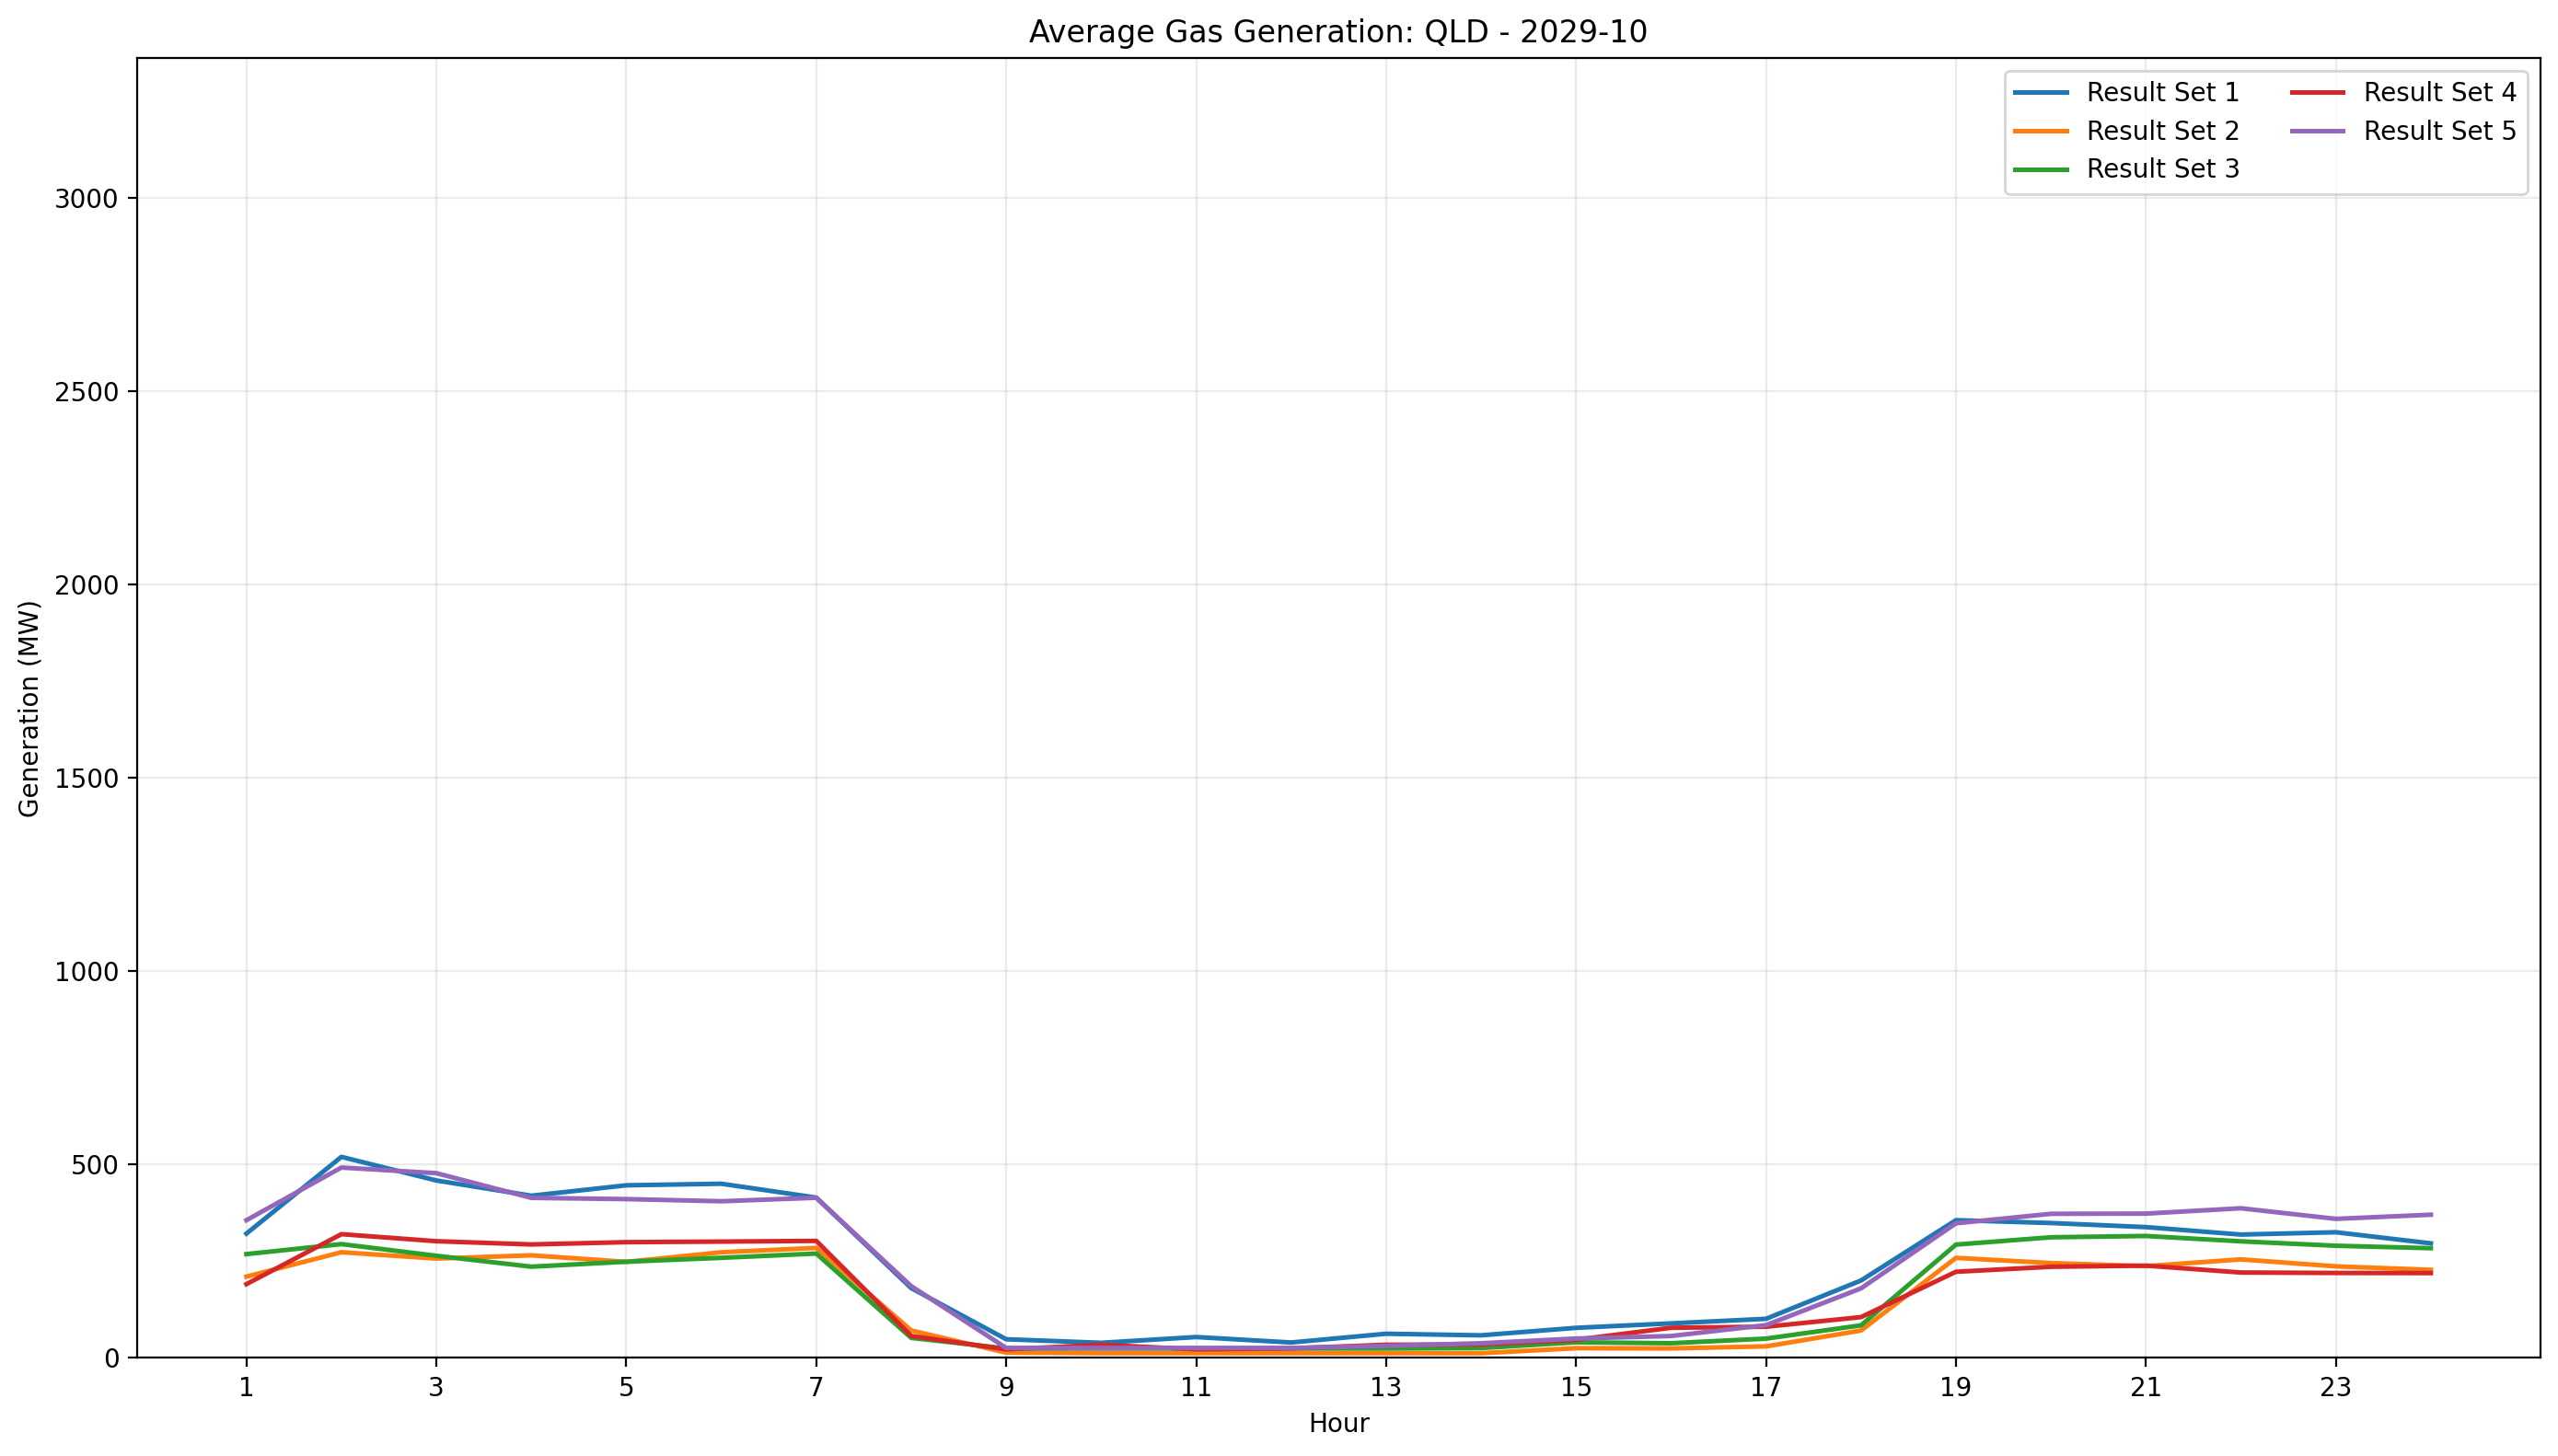 Average Gas Generation: QLD - 2029-10
Result Set 1
Result Set 2
Result Set 3
Result Set 4
Result Set 5
Generation (MW)
3000
2500
2000
1500
1000
500
0
1 3 5 7 9 11 13 15 17 19 21 23
Hour